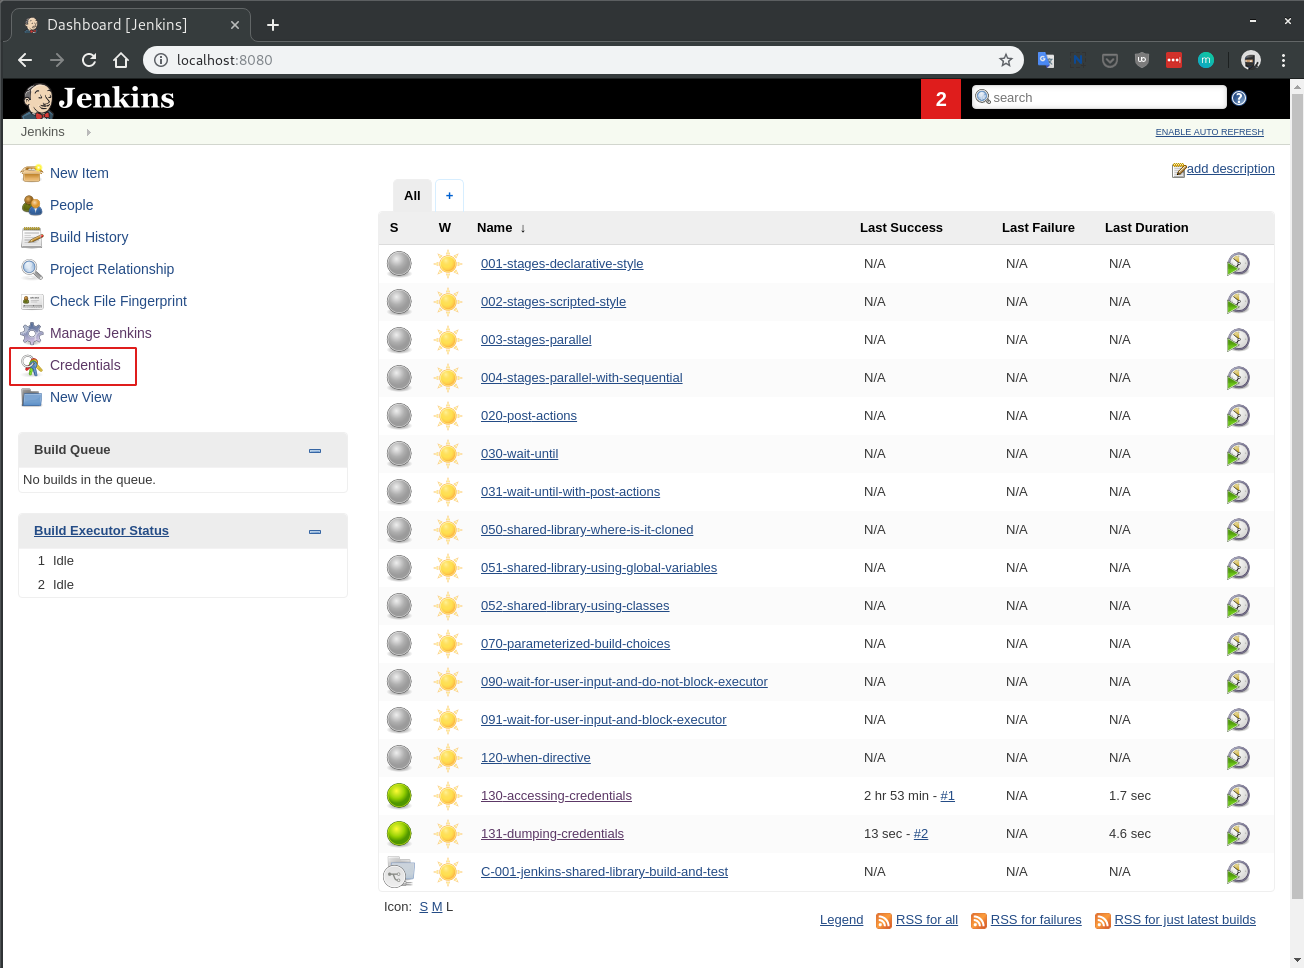 Dashboard [Jenkins]
localhost:8080
Jenkins
2
search
Jenkins
ENABLE AUTO REFRESH
New Item
People
Build History
Project Relationship
Check File Fingerprint
Manage Jenkins
Credentials
New View
Build Queue
No builds in the queue.
Build Executor Status
1 Idle
2 Idle
add description
All +
S W Name ↓ Last Success Last Failure Last Duration
001-stages-declarative-style N/A N/A N/A
002-stages-scripted-style N/A N/A N/A
003-stages-parallel N/A N/A N/A
004-stages-parallel-with-sequential N/A N/A N/A
020-post-actions N/A N/A N/A
030-wait-until N/A N/A N/A
031-wait-until-with-post-actions N/A N/A N/A
050-shared-library-where-is-it-cloned N/A N/A N/A
051-shared-library-using-global-variables N/A N/A N/A
052-shared-library-using-classes N/A N/A N/A
070-parameterized-build-choices N/A N/A N/A
090-wait-for-user-input-and-do-not-block-executor N/A N/A N/A
091-wait-for-user-input-and-block-executor N/A N/A N/A
120-when-directive N/A N/A N/A
130-accessing-credentials 2 hr 53 min - #1 N/A 1.7 sec
131-dumping-credentials 13 sec - #2 N/A 4.6 sec
C-001-jenkins-shared-library-build-and-test N/A N/A N/A
Icon: S M L
Legend RSS for all RSS for failures RSS for just latest builds